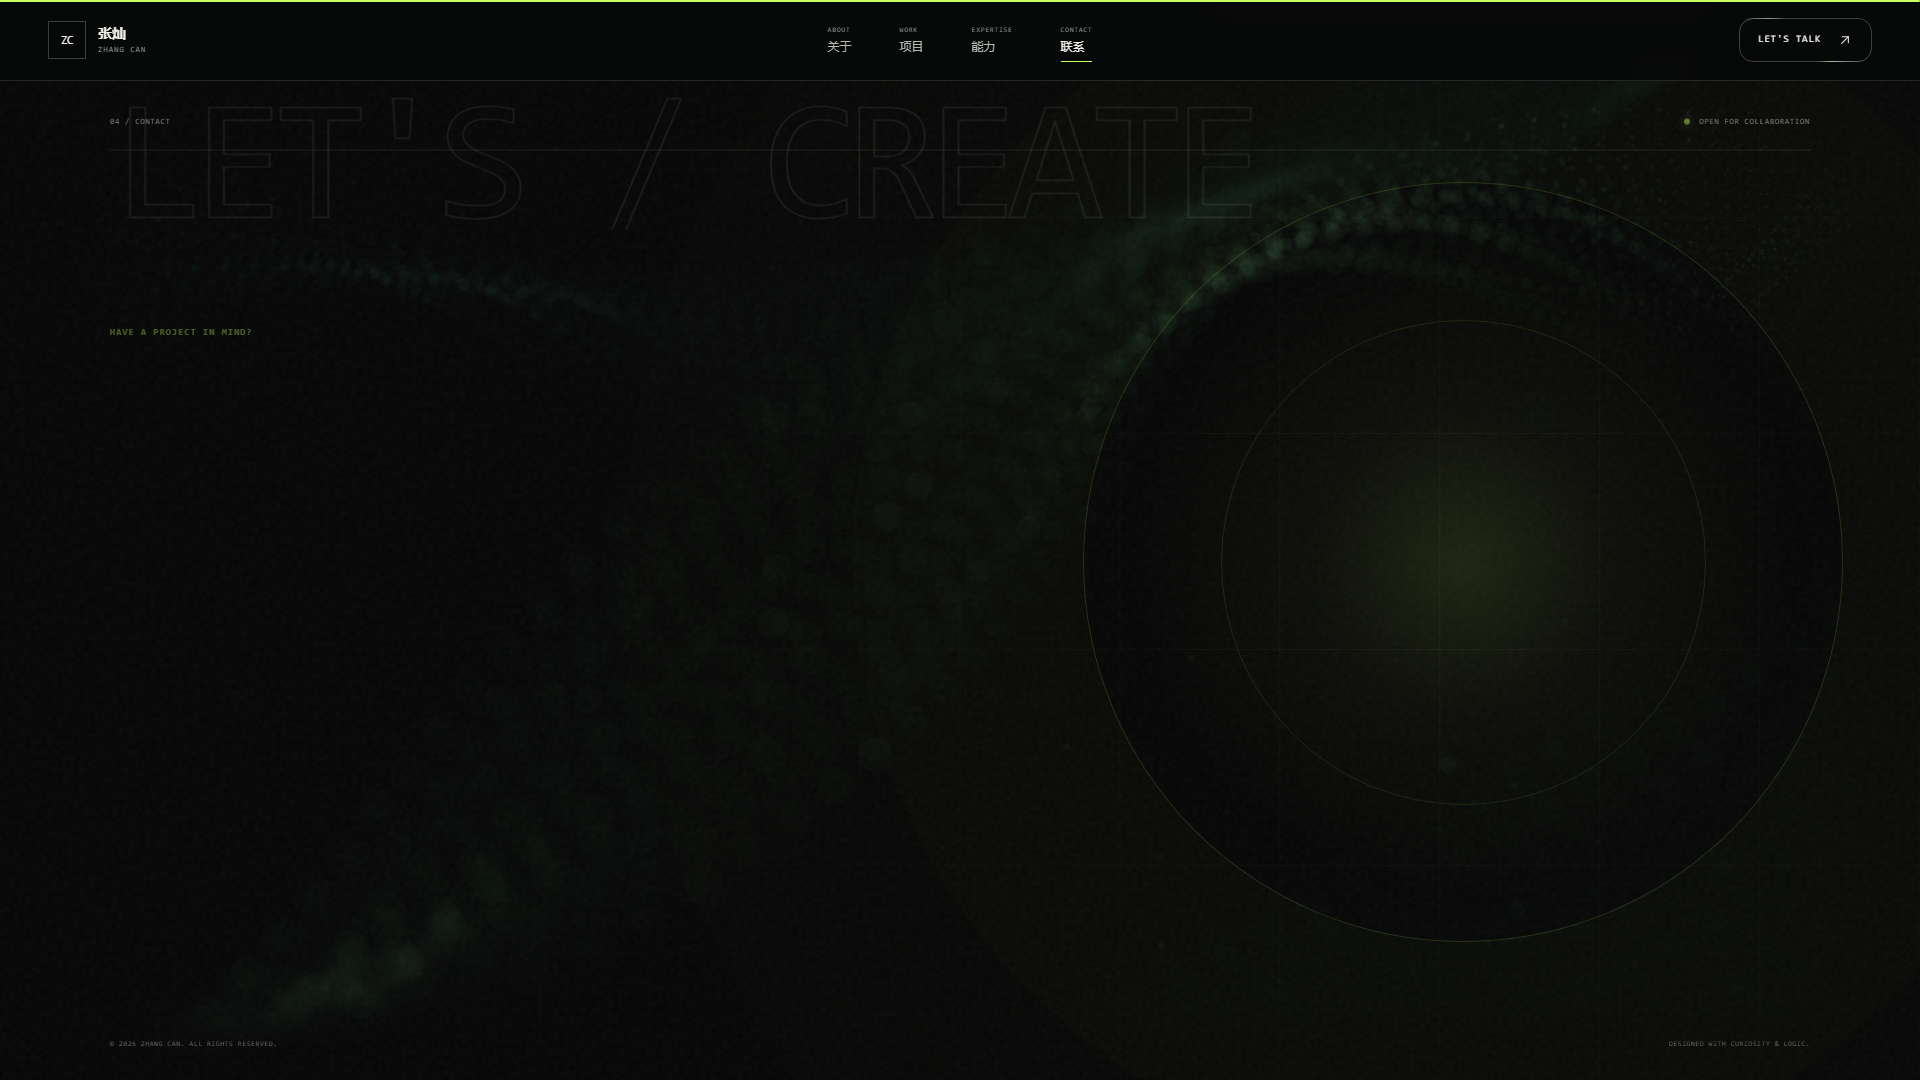 ZC
张灿
ZHANG CAN
ABOUT
关于
WORK
项目
EXPERTISE
能力
CONTACT
联系
LET'S TALK
LET'S / CREATE
04 / CONTACT
OPEN FOR COLLABORATION
HAVE A PROJECT IN MIND?
© 2026 ZHANG CAN. ALL RIGHTS RESERVED.
DESIGNED WITH CURIOSITY & LOGIC.